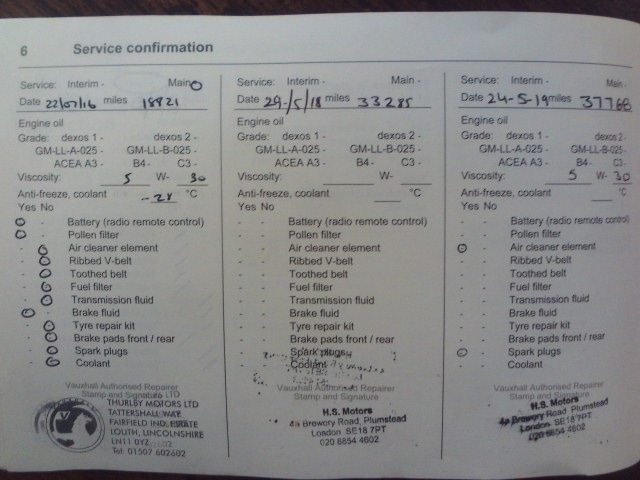 6 Service confirmation
Service: Interim - Main
Date 22/07/16 miles 18821
Engine oil
Grade: dexos 1 - dexos 2 -
GM-LL-A-025 - GM-LL-B-025 -
ACEA A3 - B4- C3 -
Viscosity: 5 W- 30
Anti-freeze, coolant -28 °C
Yes No
- - Battery (radio remote control)
- - Pollen filter
- - Air cleaner element
- - Ribbed V-belt
- - Toothed belt
- - Fuel filter
- - Transmission fluid
- - Brake fluid
- - Tyre repair kit
- - Brake pads front / rear
- - Spark plugs
- - Coolant
Vauxhall Authorised Repairer
Stamp and Signature
THURLBY MOTORS LTD
TATTERSHALL WAY
FAIRFIELD IND. ESTATE
LOUTH, LINCOLNSHIRE
LN11 0YZ
Tel: 01507 602602
Service: Interim - Main -
Date 29-/5/18 miles 33285
Engine oil
Grade: dexos 1 - dexos 2 -
GM-LL-A-025 - GM-LL-B-025 -
ACEA A3 - B4- C3 -
Viscosity: W-
Anti-freeze, coolant °C
Yes No
- - Battery (radio remote control)
- - Pollen filter
- - Air cleaner element
- - Ribbed V-belt
- - Toothed belt
- - Fuel filter
- - Transmission fluid
- - Brake fluid
- - Tyre repair kit
- - Brake pads front / rear
- - Spark plugs
- - Coolant
Vauxhall Authorised Repairer
Stamp and Signature
H.S. Motors
4a Brewory Road, Plumstead
London SE18 7PT
020 8854 4602
Service: Interim - Main -
Date 24-5-19 miles 37768
Engine oil
Grade: dexos 1 - dexos 2 -
GM-LL-A-025 - GM-LL-B-025 -
ACEA A3 - B4- C3 -
Viscosity: 5 W- 30
Anti-freeze, coolant °C
Yes No
- - Battery (radio remote control)
- - Pollen filter
- - Air cleaner element
- - Ribbed V-belt
- - Toothed belt
- - Fuel filter
- - Transmission fluid
- - Brake fluid
- - Tyre repair kit
- - Brake pads front / rear
- - Spark plugs
- - Coolant
Vauxhall Authorised Repairer
Stamp and Signature
H.S. Motors
4a Brewory Road, Plumstead
London SE18 7PT
020 8854 4602